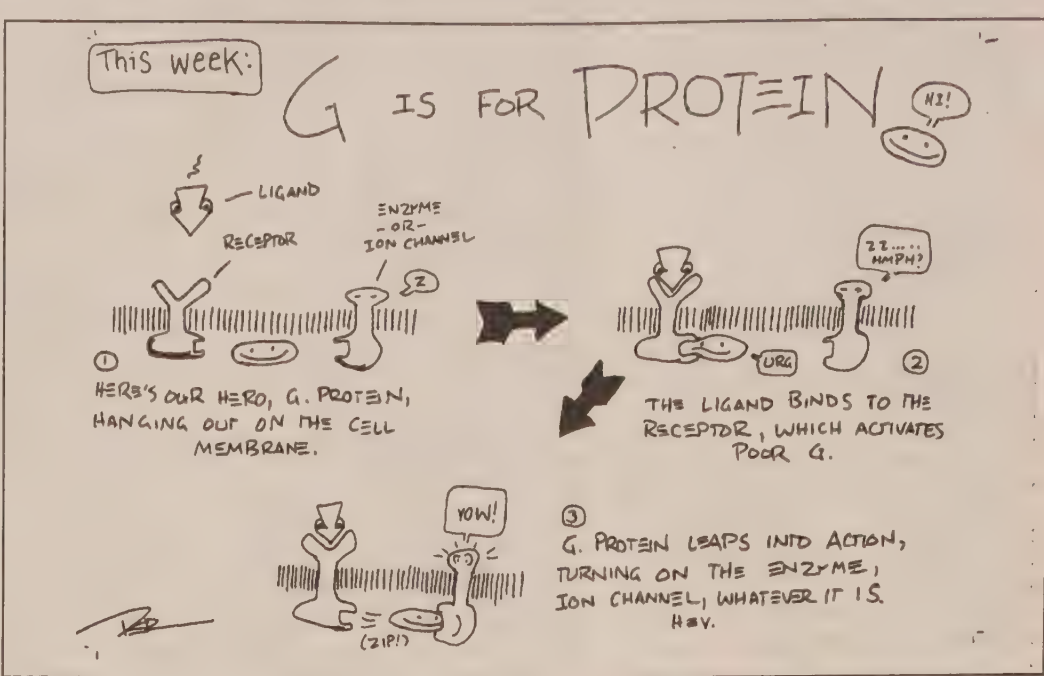 This week:
G IS FOR PROTEIN
HI!
LIGAND
RECEPTOR
ENZYME
- OR -
ION CHANNEL
Z
①
HERE'S OUR HERO, G. PROTEIN,
HANGING OUT ON THE CELL
MEMBRANE.
ZZ.....
HMPH?
URG
②
THE LIGAND BINDS TO THE
RECEPTOR, WHICH ACTIVATES
POOR G.
YOW!
(ZIP!)
③
G. PROTEIN LEAPS INTO ACTION,
TURNING ON THE ENZYME,
ION CHANNEL, WHATEVER IT IS.
HEY.